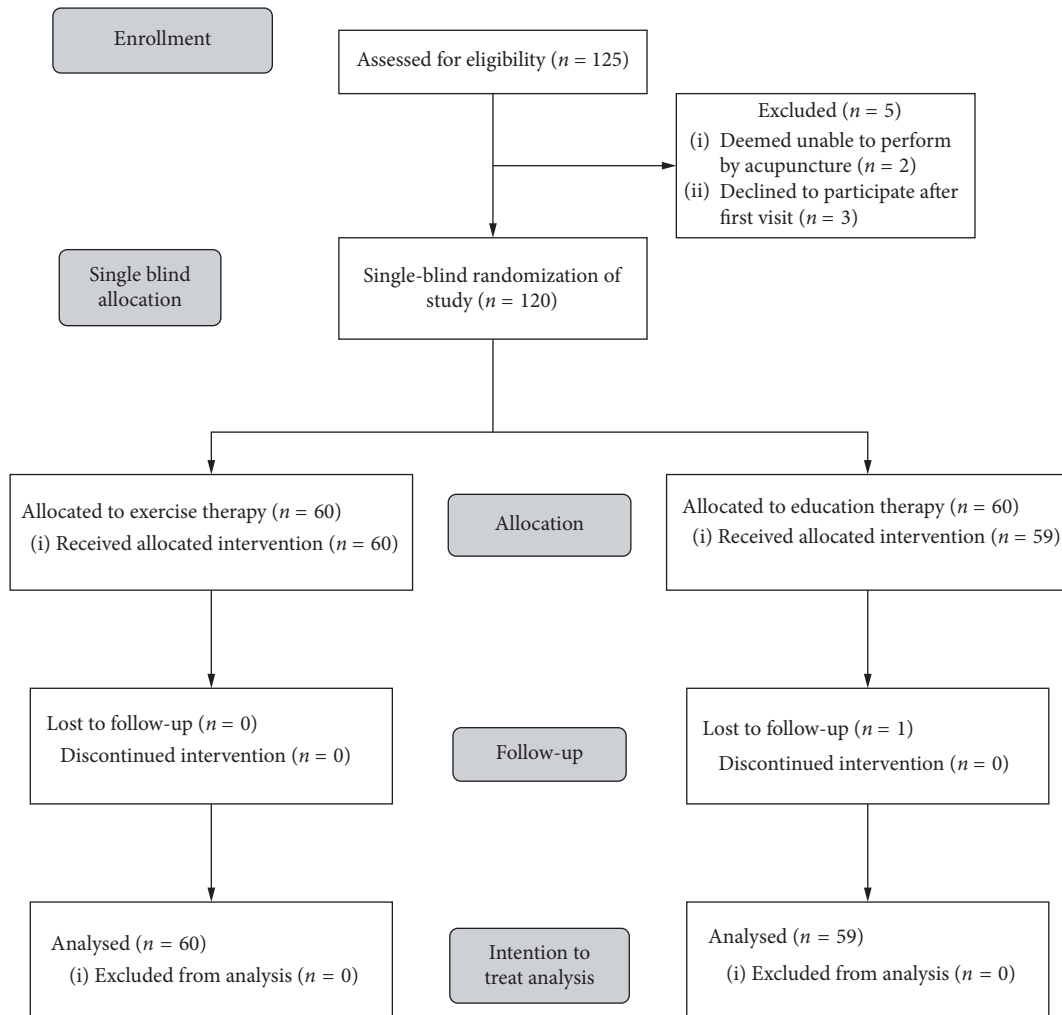 Enrollment
Assessed for eligibility (n = 125)
Excluded (n = 5)
(i) Deemed unable to perform
by acupuncture (n = 2)
(ii) Declined to participate after
first visit (n = 3)
Single blind
allocation
Single-blind randomization of
study (n = 120)
Allocated to exercise therapy (n = 60)
(i) Received allocated intervention (n = 60)
Allocation
Allocated to education therapy (n = 60)
(i) Received allocated intervention (n = 59)
Lost to follow-up (n = 0)
Discontinued intervention (n = 0)
Follow-up
Lost to follow-up (n = 1)
Discontinued intervention (n = 0)
Analysed (n = 60)
(i) Excluded from analysis (n = 0)
Intention to
treat analysis
Analysed (n = 59)
(i) Excluded from analysis (n = 0)